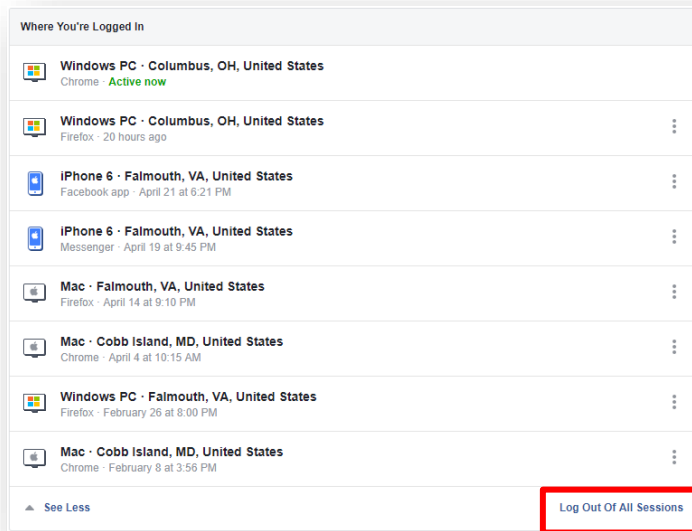 Where You're Logged In
Windows PC · Columbus, OH, United States
Chrome · Active now
Windows PC · Columbus, OH, United States
Firefox · 20 hours ago
iPhone 6 · Falmouth, VA, United States
Facebook app · April 21 at 6:21 PM
iPhone 6 · Falmouth, VA, United States
Messenger · April 19 at 9:45 PM
Mac · Falmouth, VA, United States
Firefox · April 14 at 9:10 PM
Mac · Cobb Island, MD, United States
Chrome · April 4 at 10:15 AM
Windows PC · Falmouth, VA, United States
Firefox · February 26 at 8:00 PM
Mac · Cobb Island, MD, United States
Chrome · February 8 at 3:56 PM
See Less
Log Out Of All Sessions